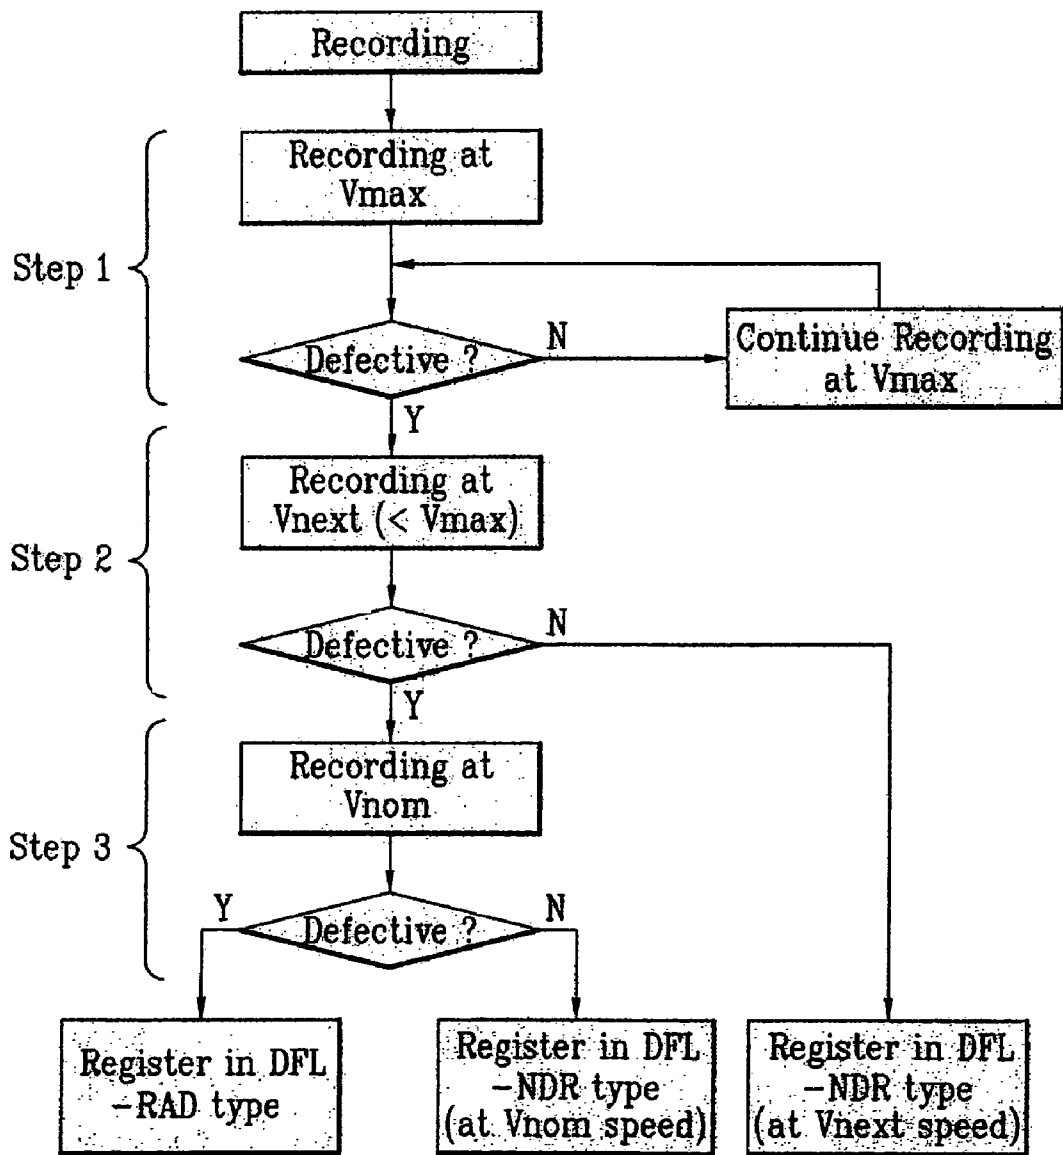 Recording
Recording at
Vmax
Step 1
Defective ?
N
Continue Recording
at Vmax
Y
Recording at
Vnext (< Vmax)
Step 2
Defective ?
N
Y
Recording at
Vnom
Step 3
Y
Defective ?
N
Register in DFL
-RAD type
Register in DFL
-NDR type
(at Vnom speed)
Register in DFL
-NDR type
(at Vnext speed)